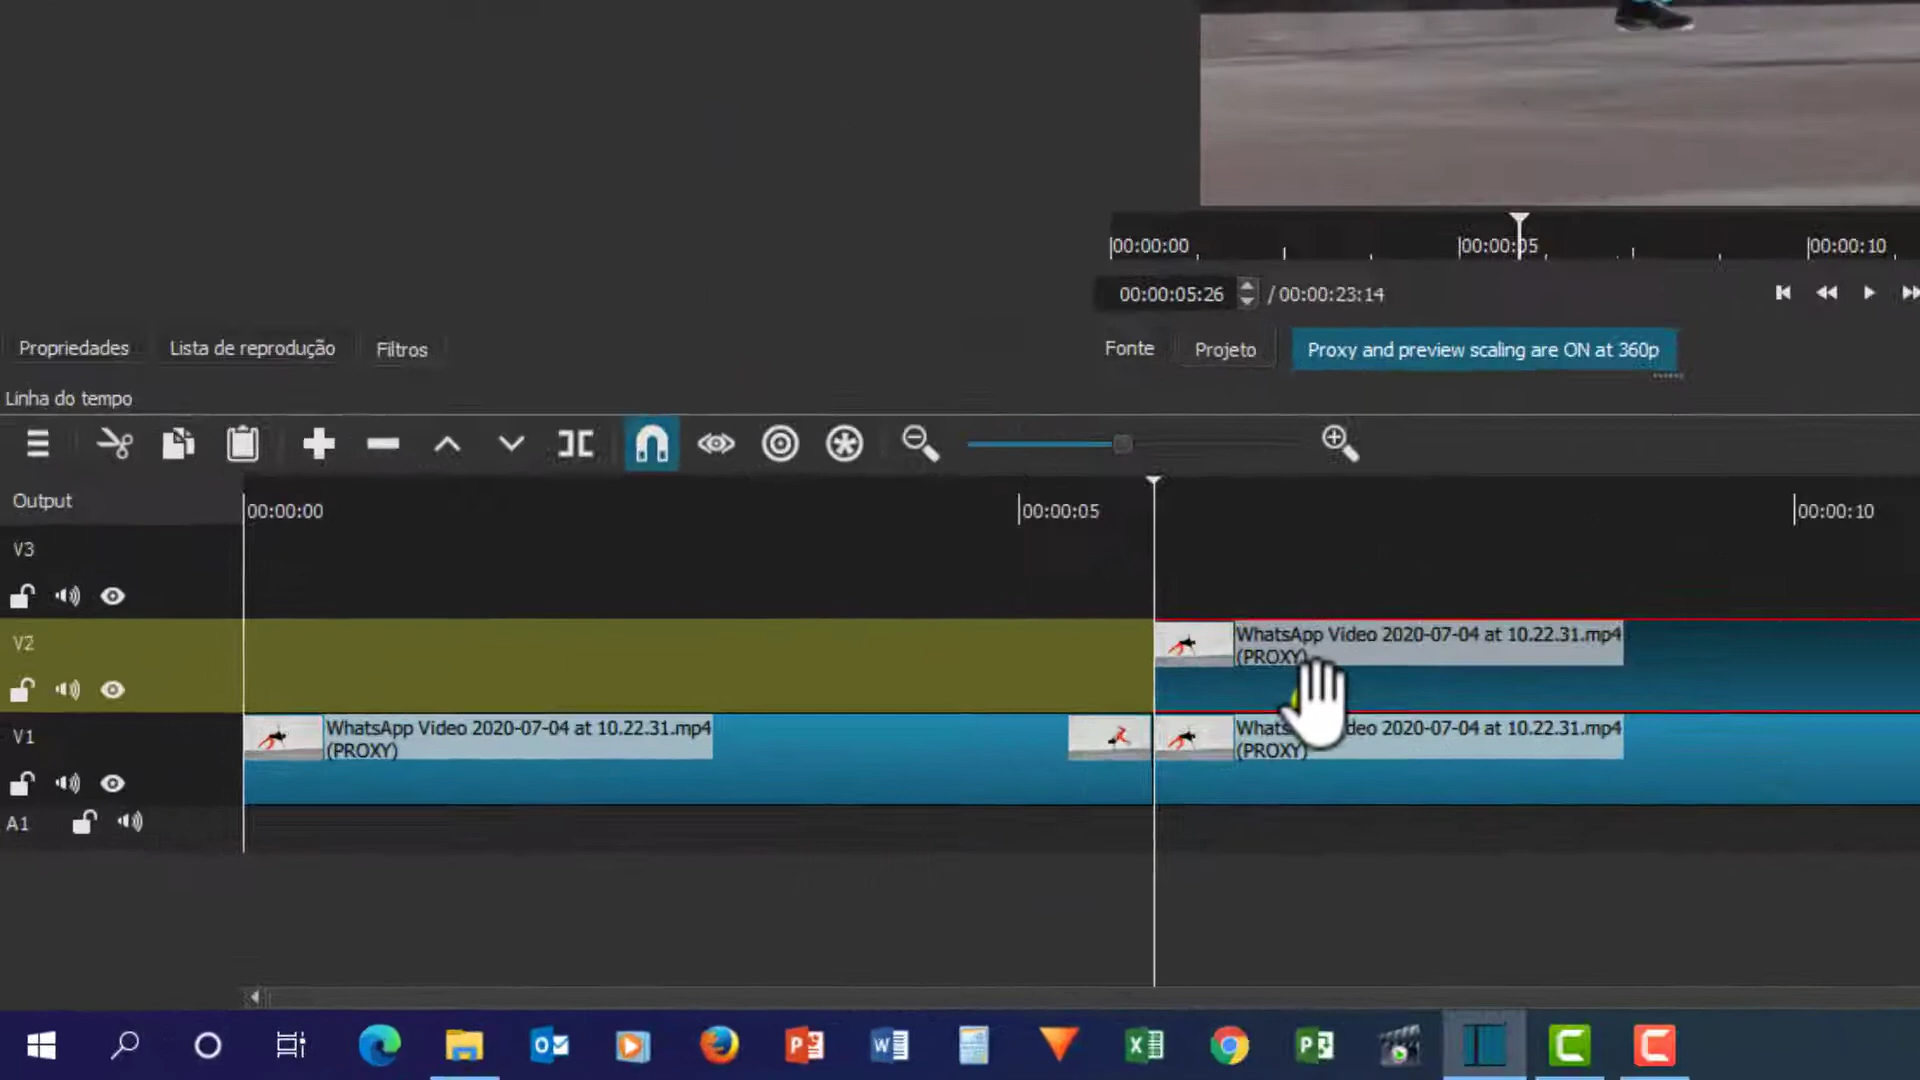 00:00:00
00:00:05
00:00:10
00:00:05:26
/ 00:00:23:14
Propriedades
Lista de reprodução
Filtros
Fonte
Projeto
Proxy and preview scaling are ON at 360p
Linha do tempo
Output
00:00:00
00:00:05
00:00:10
V3
V2
WhatsApp Video 2020-07-04 at 10.22.31.mp4
(PROXY)
V1
WhatsApp Video 2020-07-04 at 10.22.31.mp4
(PROXY)
WhatsApp Video 2020-07-04 at 10.22.31.mp4
(PROXY)
A1